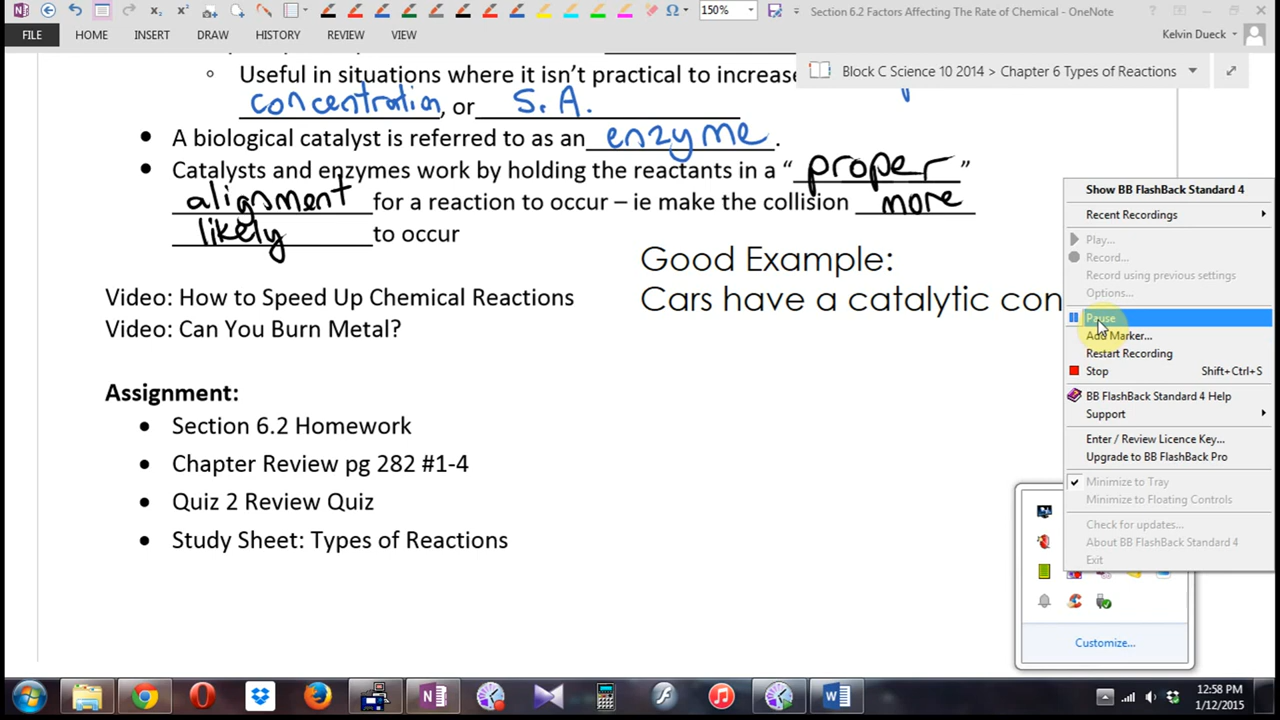 150%
Section 6.2 Factors Affecting The Rate of Chemical - OneNote
FILE HOME INSERT DRAW HISTORY REVIEW VIEW
Kelvin Dueck
Block C Science 10 2014 > Chapter 6 Types of Reactions
Useful in situations where it isn't practical to increase
concentration, or S.A.
A biological catalyst is referred to as an enzyme.
Catalysts and enzymes work by holding the reactants in a “ proper ”
alignment for a reaction to occur – ie make the collision more
likely to occur
Good Example:
Cars have a catalytic con
Video: How to Speed Up Chemical Reactions
Video: Can You Burn Metal?
Assignment:
Section 6.2 Homework
Chapter Review pg 282 #1-4
Quiz 2 Review Quiz
Study Sheet: Types of Reactions
Show BB FlashBack Standard 4
Recent Recordings
Play...
Record...
Record using previous settings
Options...
Pause
Add Marker...
Restart Recording
Stop Shift+Ctrl+S
BB FlashBack Standard 4 Help
Support
Enter / Review Licence Key...
Upgrade to BB FlashBack Pro
Minimize to Tray
Minimize to Floating Controls
Check for updates...
About BB FlashBack Standard 4
Exit
Customize...
12:58 PM
1/12/2015